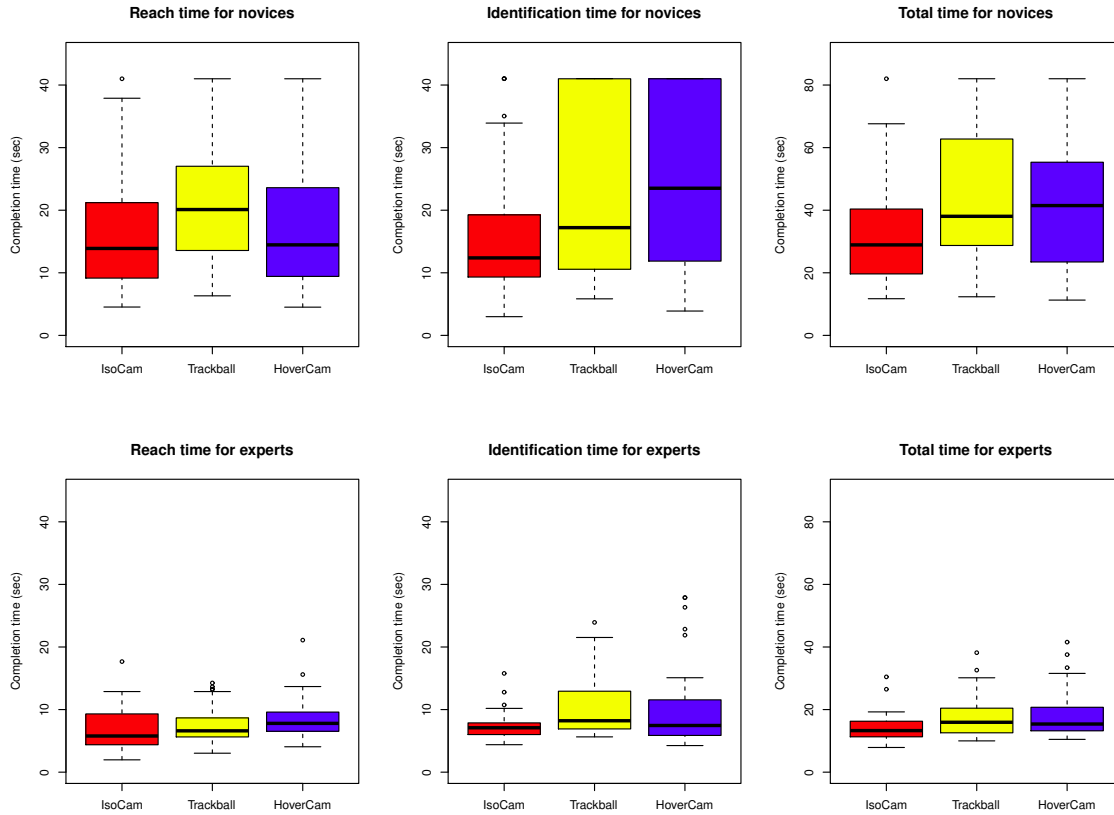 Reach time for novices
Identification time for novices
Total time for novices
Completion time (sec)
0
10
20
30
40
IsoCam
Trackball
HoverCam
Completion time (sec)
0
10
20
30
40
IsoCam
Trackball
HoverCam
Completion time (sec)
0
20
40
60
80
IsoCam
Trackball
HoverCam
Reach time for experts
Identification time for experts
Total time for experts
Completion time (sec)
0
10
20
30
40
IsoCam
Trackball
HoverCam
Completion time (sec)
0
10
20
30
40
IsoCam
Trackball
HoverCam
Completion time (sec)
0
20
40
60
80
IsoCam
Trackball
HoverCam